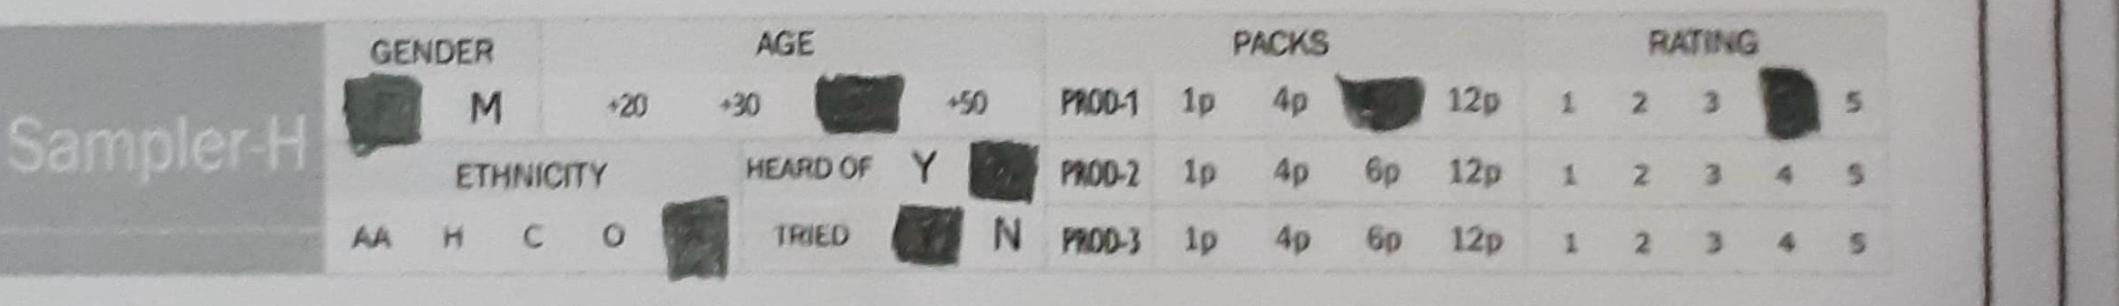 Sampler-H
GENDER AGE PACKS RATING
M +20 +30 +50 PROD-1 1p 4p 12p 1 2 3 5
ETHNICITY HEARD OF Y PROD-2 1p 4p 6p 12p 1 2 3 4 5
AA H C O TRIED N PROD-3 1p 4p 6p 12p 1 2 3 4 5